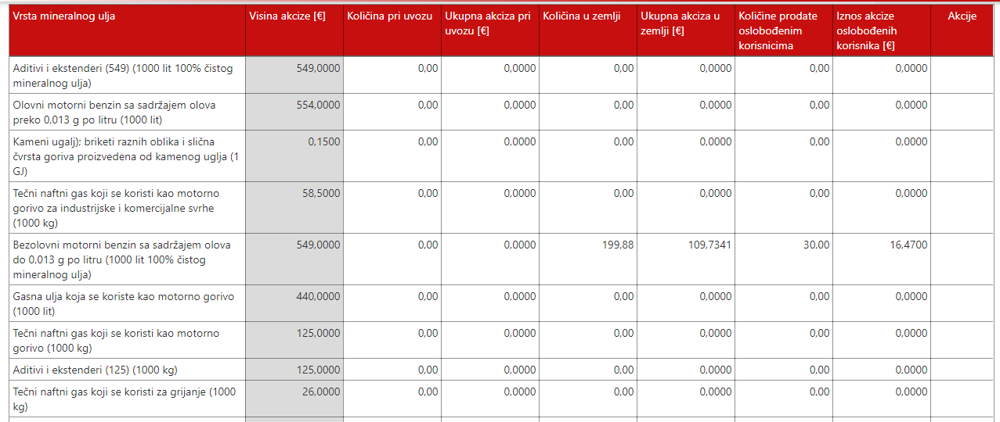 Vrsta mineralnog ulja Visina akcize [€] Količina pri uvozu Ukupna akciza pri uvozu [€] Količina u zemlji Ukupna akciza u zemlji [€] Količine prodate oslobođenim korisnicima Iznos akcize oslobođenih korisnika [€] Akcije
Aditivi i ekstenderi (549) (1000 lit 100% čistog 549,0000 0,00 0,0000 0,00 0,0000 0,00 0,0000
mineralnog ulja)
Olovni motorni benzin sa sadržajem olova 554,0000 0,00 0,0000 0,00 0,0000 0,00 0,0000
preko 0,013 g po litru (1000 lit)
Kameni ugalj); briketi raznih oblika i slična 0,1500 0,00 0,0000 0,00 0,0000 0,00 0,0000
čvrsta goriva proizvedena od kamenog uglja (1
GJ)
Tečni naftni gas koji se koristi kao motorno 58,5000 0,00 0,0000 0,00 0,0000 0,00 0,0000
gorivo za industrijske i komercijalne svrhe
(1000 kg)
Bezolovni motorni benzin sa sadržajem olova 549,0000 0,00 0,0000 199,88 109,7341 30,00 16,4700
do 0,013 g po litru (1000 lit 100% čistog
mineralnog ulja)
Gasna ulja koja se koriste kao motorno gorivo 440,0000 0,00 0,0000 0,00 0,0000 0,00 0,0000
(1000 lit)
Tečni naftni gas koji se koristi kao motorno 125,0000 0,00 0,0000 0,00 0,0000 0,00 0,0000
gorivo (1000 kg)
Aditivi i ekstenderi (125) (1000 kg) 125,0000 0,00 0,0000 0,00 0,0000 0,00 0,0000
Tečni naftni gas koji se koristi za grijanje (1000 26,0000 0,00 0,0000 0,00 0,0000 0,00 0,0000
kg)